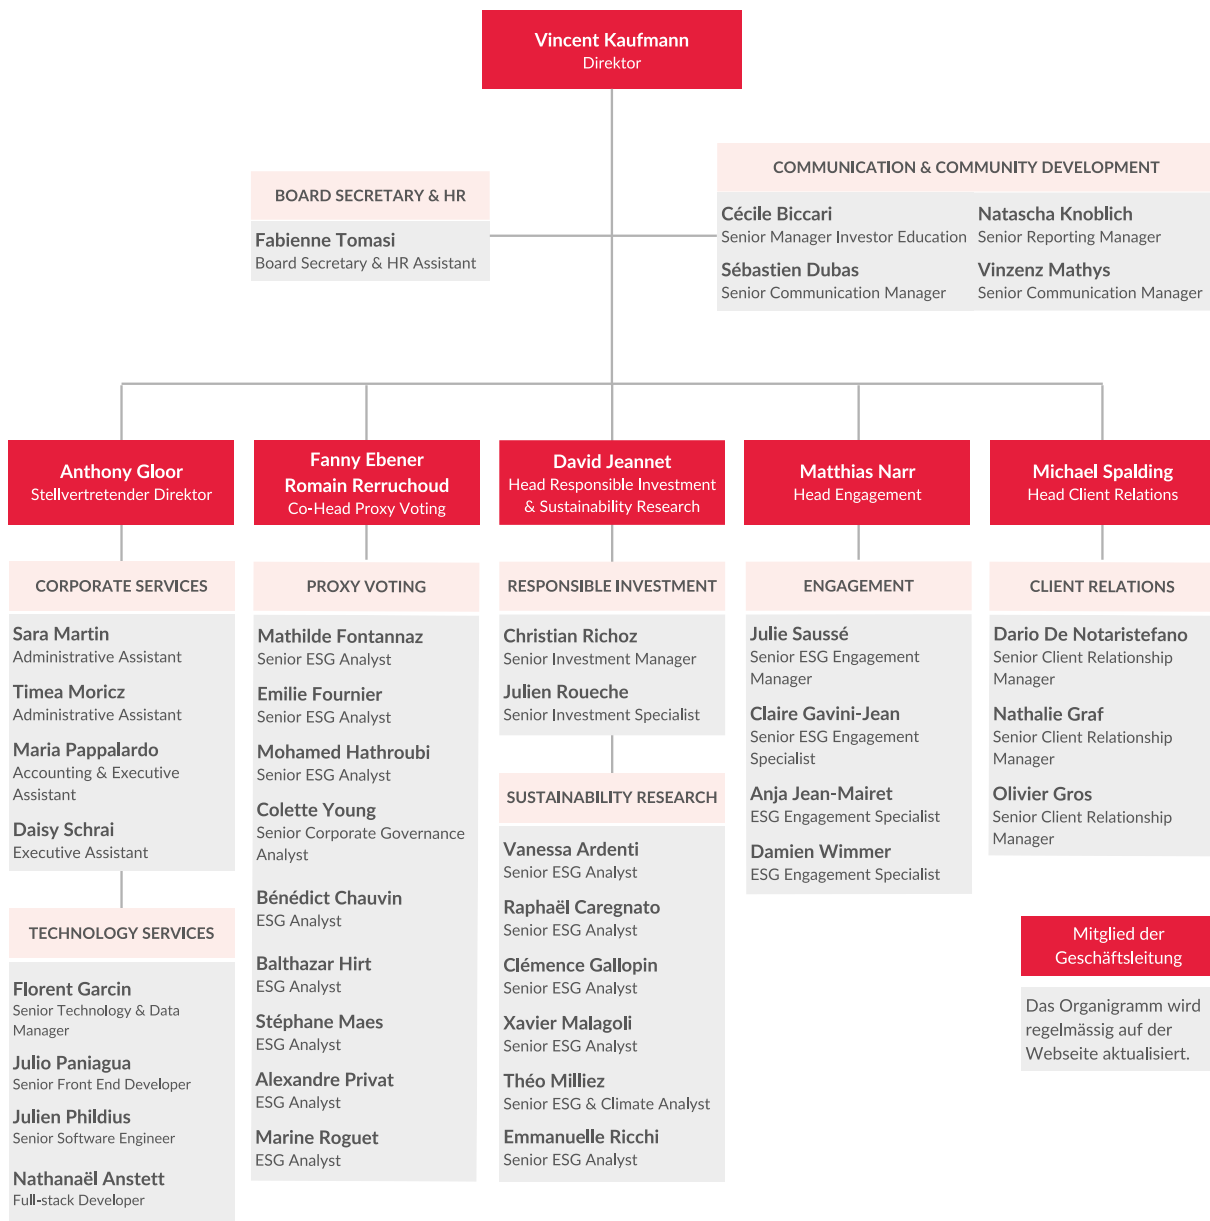 Vincent Kaufmann
Direktor
BOARD SECRETARY & HR
Fabienne Tomasi
Board Secretary & HR Assistant
COMMUNICATION & COMMUNITY DEVELOPMENT
Cécile Biccari
Senior Manager Investor Education
Natascha Knoblich
Senior Reporting Manager
Sébastien Dubas
Senior Communication Manager
Vinzenz Mathys
Senior Communication Manager
Anthony Gloor
Stellvertretender Direktor
CORPORATE SERVICES
Sara Martin
Administrative Assistant
Timea Moricz
Administrative Assistant
Maria Pappalardo
Accounting & Executive
Assistant
Daisy Schrai
Executive Assistant
TECHNOLOGY SERVICES
Florent Garcin
Senior Technology & Data
Manager
Julio Paniagua
Senior Front End Developer
Julien Phildius
Senior Software Engineer
Nathanaël Anstett
Full-stack Developer
Fanny Ebener
Romain Rerruchoud
Co-Head Proxy Voting
PROXY VOTING
Mathilde Fontannaz
Senior ESG Analyst
Emilie Fournier
Senior ESG Analyst
Mohamed Hathroubi
Senior ESG Analyst
Colette Young
Senior Corporate Governance
Analyst
Bénédict Chauvin
ESG Analyst
Balthazar Hirt
ESG Analyst
Stéphane Maes
ESG Analyst
Alexandre Privat
ESG Analyst
Marine Roguet
ESG Analyst
David Jeannet
Head Responsible Investment
& Sustainability Research
RESPONSIBLE INVESTMENT
Christian Richoz
Senior Investment Manager
Julien Roueche
Senior Investment Specialist
SUSTAINABILITY RESEARCH
Vanessa Ardenti
Senior ESG Analyst
Raphaël Caregnato
Senior ESG Analyst
Clémence Gallopin
Senior ESG Analyst
Xavier Malagoli
Senior ESG Analyst
Théo Milliez
Senior ESG & Climate Analyst
Emmanuelle Ricchi
Senior ESG Analyst
Matthias Narr
Head Engagement
ENGAGEMENT
Julie Saussé
Senior ESG Engagement
Manager
Claire Gavini-Jean
Senior ESG Engagement
Specialist
Anja Jean-Mairet
ESG Engagement Specialist
Damien Wimmer
ESG Engagement Specialist
Michael Spalding
Head Client Relations
CLIENT RELATIONS
Dario De Notaristefano
Senior Client Relationship
Manager
Nathalie Graf
Senior Client Relationship
Manager
Olivier Gros
Senior Client Relationship
Manager
Mitglied der
Geschäftsleitung
Das Organigramm wird
regelmässig auf der
Webseite aktualisiert.